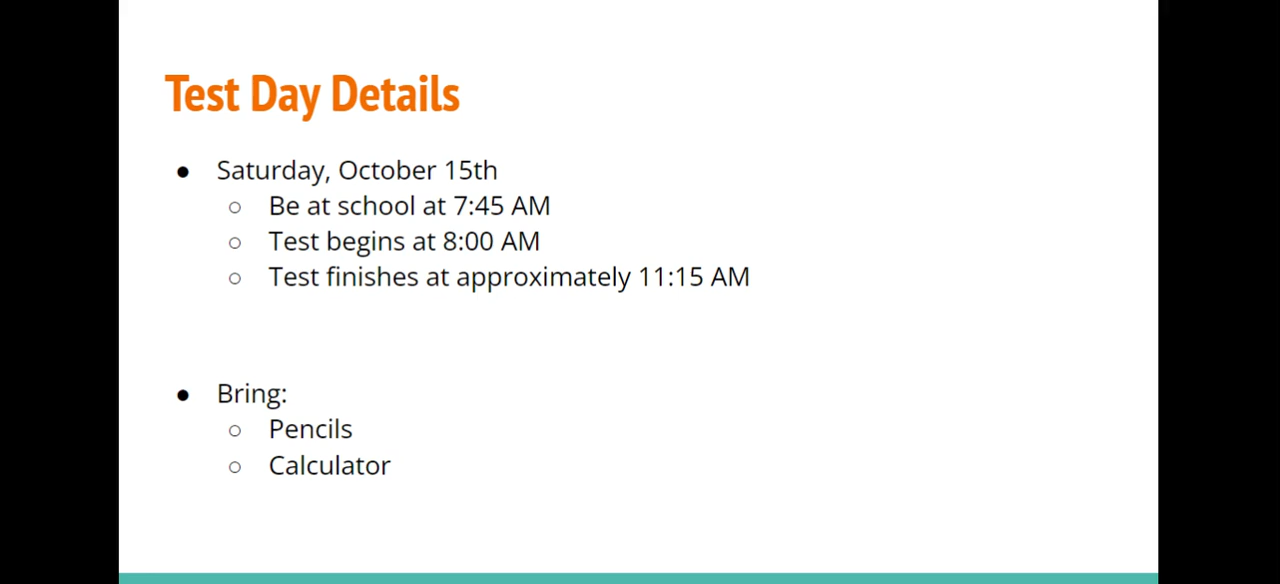 Test Day Details
● Saturday, October 15th
○ Be at school at 7:45 AM
○ Test begins at 8:00 AM
○ Test finishes at approximately 11:15 AM
● Bring:
○ Pencils
○ Calculator